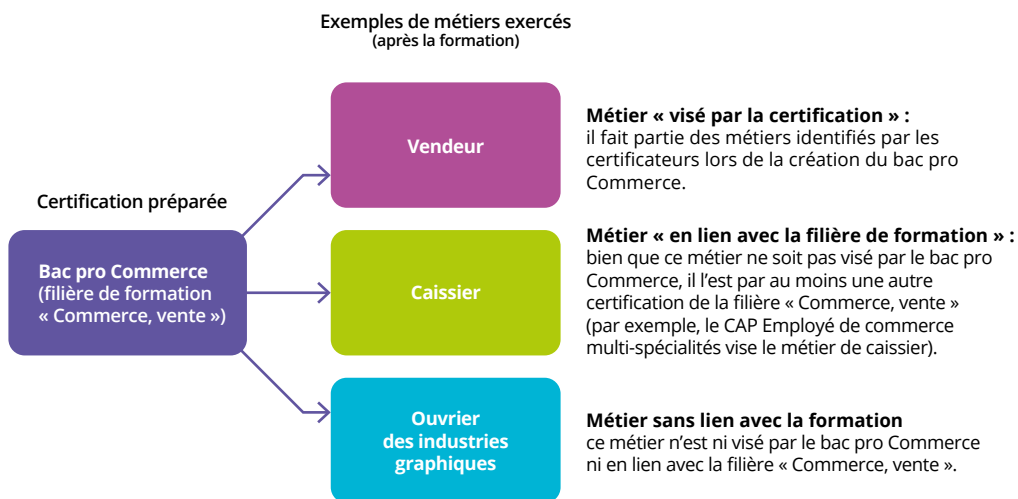 Exemples de métiers exercés
(après la formation)
Vendeur
Métier « visé par la certification » :
il fait partie des métiers identifiés par les
certificateurs lors de la création du bac pro
Commerce.
Certification préparée
Bac pro Commerce
(filière de formation
« Commerce, vente »)
Caissier
Métier « en lien avec la filière de formation » :
bien que ce métier ne soit pas visé par le bac pro
Commerce, il l’est par au moins une autre
certification de la filière « Commerce, vente »
(par exemple, le CAP Employé de commerce
multi-spécialités vise le métier de caissier).
Ouvrier
des industries
graphiques
Métier sans lien avec la formation
ce métier n’est ni visé par le bac pro Commerce
ni en lien avec la filière « Commerce, vente ».